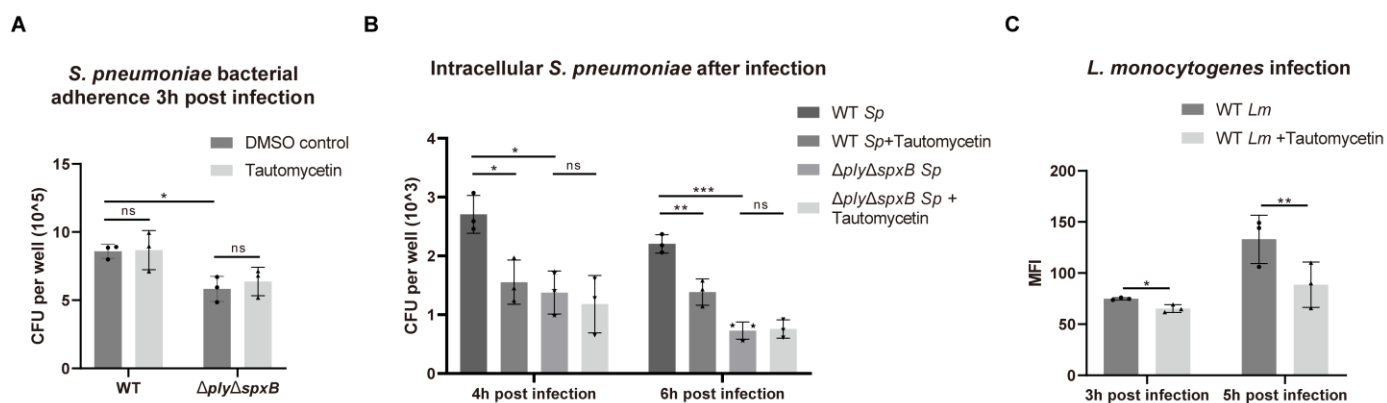 A
S. pneumoniae bacterial
adherence 3h post infection
DMSO control
Tautomycetin
CFU per well (10^5)
15
10
5
0
*
ns
ns
WT
ΔplyΔspxB
B
Intracellular S. pneumoniae after infection
WT Sp
WT Sp+Tautomycetin
ΔplyΔspxB Sp
ΔplyΔspxB Sp +
Tautomycetin
CFU per well (10^3)
4
3
2
1
0
*
*
ns
***
**
ns
4h post infection
6h post infection
C
L. monocytogenes infection
WT Lm
WT Lm +Tautomycetin
MFI
200
150
100
50
0
*
**
3h post infection
5h post infection